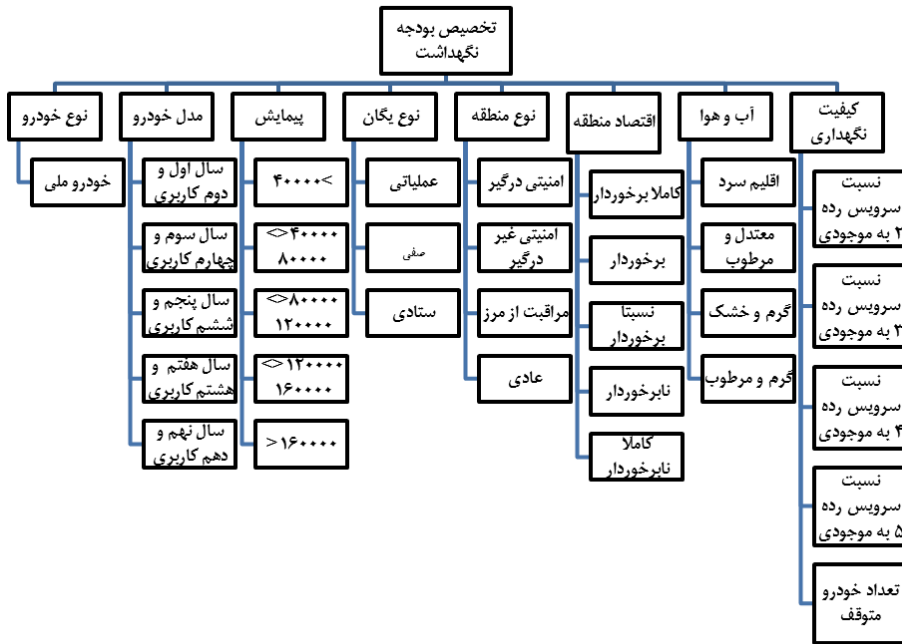 تخصیص بودجه
نگهداشت
کیفیت
نگهداری
نسبت
سرویس رده
۲ به موجودی
نسبت
سرویس رده
۳ به موجودی
نسبت
سرویس رده
۴ به موجودی
نسبت
سرویس رده
۵ به موجودی
تعداد خودرو
متوقف
آب و هوا
اقلیم سرد
معتدل و
مرطوب
گرم و خشک
گرم و مرطوب
اقتصاد منطقه
کاملا برخوردار
برخوردار
نسبتا
برخوردار
نابرخوردار
کاملا
نابرخوردار
نوع منطقه
امنیتی درگیر
امنیتی غیر
درگیر
مراقبت از مرز
عادی
نوع یگان
عملیاتی
صفی
ستادی
پیمایش
۴۰۰۰۰>
<>۴۰۰۰۰
۸۰۰۰۰
<>۸۰۰۰۰
۱۲۰۰۰۰
<>۱۲۰۰۰۰
۱۶۰۰۰۰
>۱۶۰۰۰۰
مدل خودرو
سال اول و
دوم کاربری
سال سوم و
چهارم کاربری
سال پنجم و
ششم کاربری
سال هفتم و
هشتم کاربری
سال نهم و
دهم کاربری
نوع خودرو
خودرو ملی